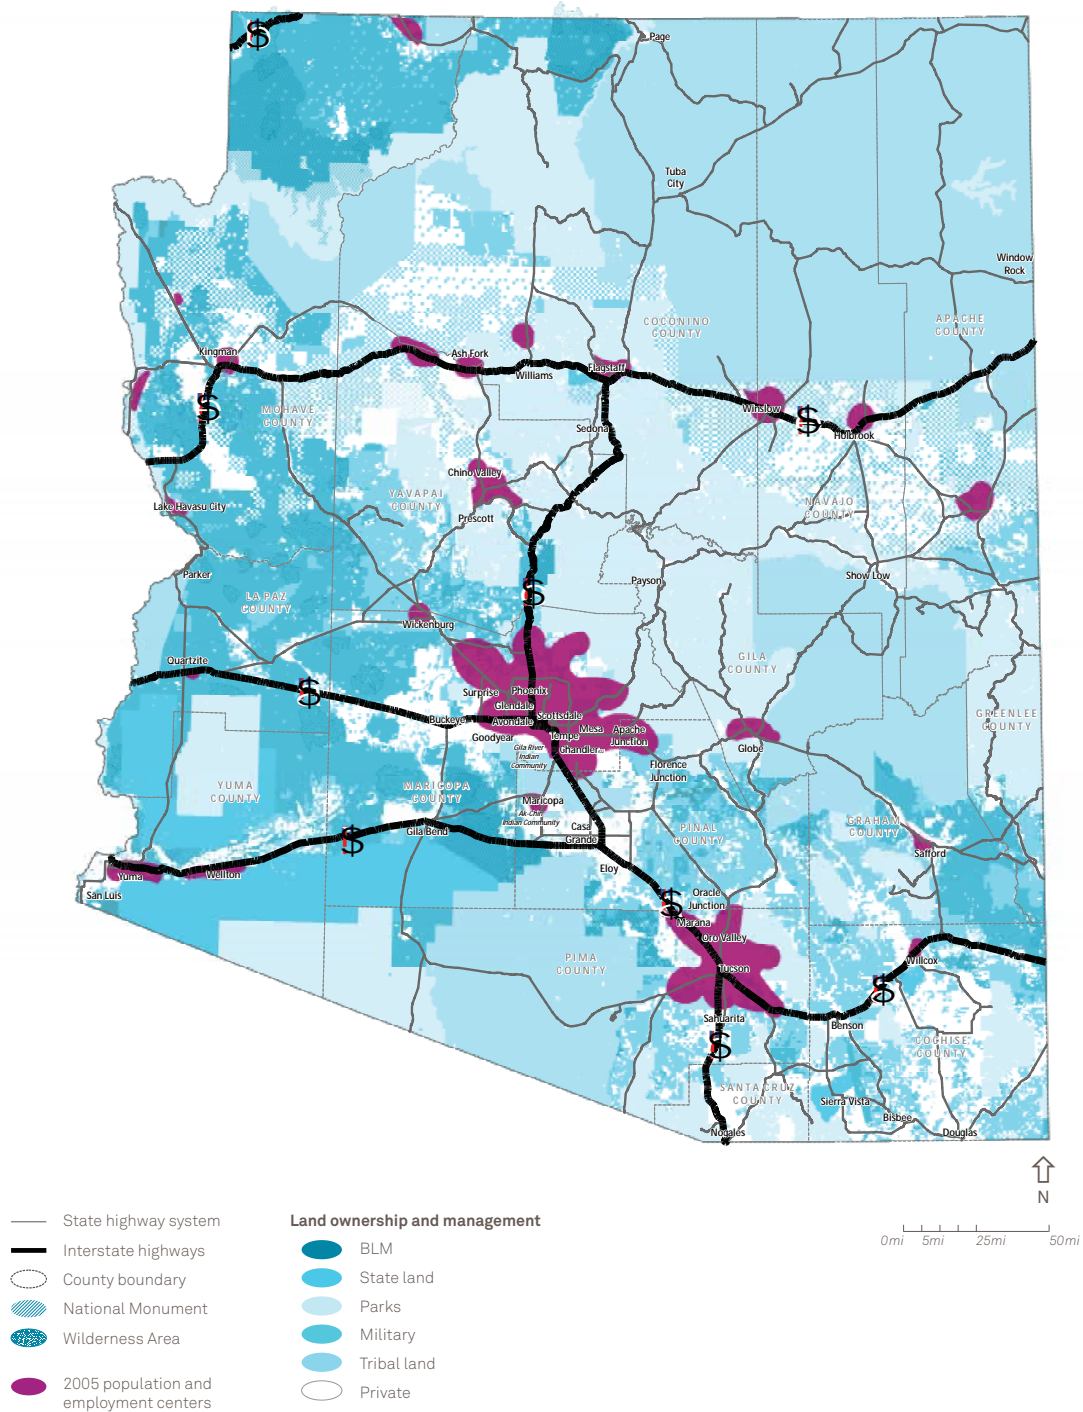 $
Page
Tuba
City
Window
Rock
COCONINO
COUNTY
APACHE
COUNTY
Kingman
Ash Fork
Williams
Flagstaff
$
MOHAVE
COUNTY
Winslow
$
Holbrook
Sedona
Chino Valley
YAVAPAI
COUNTY
NAVAJO
COUNTY
Lake Havasu City
Prescott
Parker
Payson
Show Low
$
LA PAZ
COUNTY
Wickenburg
GILA
COUNTY
Quartzite
$
Surprise
Phoenix
Glendale
Scottsdale
Buckeye
Avondale
Mesa
Apache
Junction
Goodyear
Tempe
Chandler
GREENLEE
COUNTY
Gila River
Indian
Community
Globe
Florence
Junction
YUMA
COUNTY
MARICOPA
COUNTY
Maricopa
Ak-Chin
Indian Community
Casa
Grande
PINAL
COUNTY
GRAHAM
COUNTY
Gila Bend
$
Safford
Eloy
Yuma
Wellton
San Luis
Oracle
Junction
$
Marana
Oro Valley
PIMA
COUNTY
Tucson
Willcox
$
Sahuarita
Benson
$
COCHISE
COUNTY
SANTA CRUZ
COUNTY
Sierra Vista
Bisbee
Nogales
Douglas
N
State highway system
Interstate highways
County boundary
National Monument
Wilderness Area
2005 population and
employment centers
Land ownership and management
BLM
State land
Parks
Military
Tribal land
Private
0mi 5mi 25mi 50mi